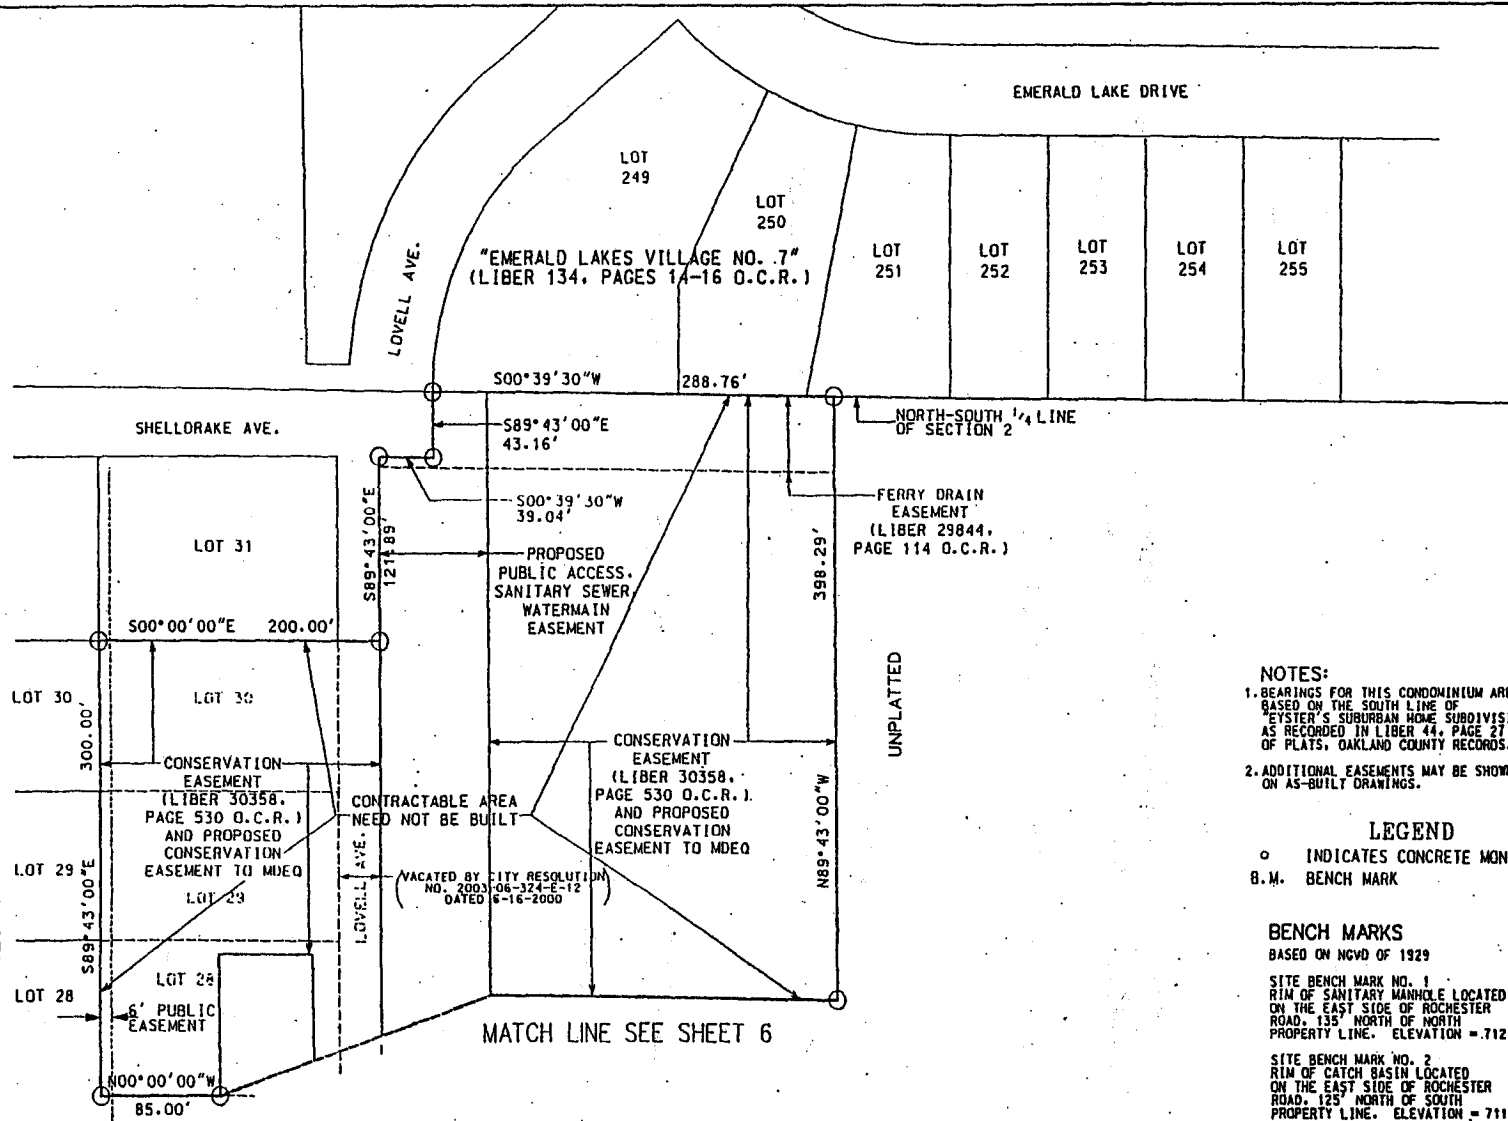 EMERALD LAKE DRIVE
LOT
249
LOT
250
LOT
251
LOT
252
LOT
253
LOT
254
LOT
255
"EMERALD LAKES VILLAGE NO. 7"
(LIBER 134, PAGES 14-16 O.C.R.)
LOVELL AVE.
S00°39'30"W 288.76'
SHELLDRAKE AVE.
S89°43'00"E
43.16'
NORTH-SOUTH 1/4 LINE
OF SECTION 2
S00°39'30"W
39.04'
FERRY DRAIN
EASEMENT
(LIBER 29844,
PAGE 114 O.C.R.)
LOT 31
S89°43'00"E
PROPOSED
PUBLIC ACCESS,
SANITARY SEWER,
WATERMAIN
EASEMENT
398.29'
S00°00'00"E 200.00'
UNPLATTED
LOT 30
LOT 30
300.00'
CONSERVATION
EASEMENT
(LIBER 30358,
PAGE 530 O.C.R.)
AND PROPOSED
CONSERVATION
EASEMENT TO MDEQ
CONTRACTABLE AREA
NEED NOT BE BUILT
CONSERVATION
EASEMENT
(LIBER 30358,
PAGE 530 O.C.R.)
AND PROPOSED
CONSERVATION
EASEMENT TO MDEQ
N89°43'00"W
LOT 29
LOT 29
S89°43'00"E
LOVELL AVE.
(VACATED BY CITY RESOLUTION
NO. 2003-06-324-E-12
DATED 6-16-2000)
LOT 28
LOT 28
6' PUBLIC
EASEMENT
MATCH LINE SEE SHEET 6
N00°00'00"W
85.00'
NOTES:
1. BEARINGS FOR THIS CONDOMINIUM ARE
BASED ON THE SOUTH LINE OF
"EYSTER'S SUBURBAN HOME SUBDIVIS
AS RECORDED IN LIBER 44, PAGE 27
OF PLATS, OAKLAND COUNTY RECORDS.
2. ADDITIONAL EASEMENTS MAY BE SHOW
ON AS-BUILT DRAWINGS.
LEGEND
o INDICATES CONCRETE MON
B.M. BENCH MARK
BENCH MARKS
BASED ON NGVD OF 1929
SITE BENCH MARK NO. 1
RIM OF SANITARY MANHOLE LOCATED
ON THE EAST SIDE OF ROCHESTER
ROAD, 135' NORTH OF NORTH
PROPERTY LINE. ELEVATION = 712
SITE BENCH MARK NO. 2
RIM OF CATCH BASIN LOCATED
ON THE EAST SIDE OF ROCHESTER
ROAD, 125' NORTH OF SOUTH
PROPERTY LINE. ELEVATION = 711